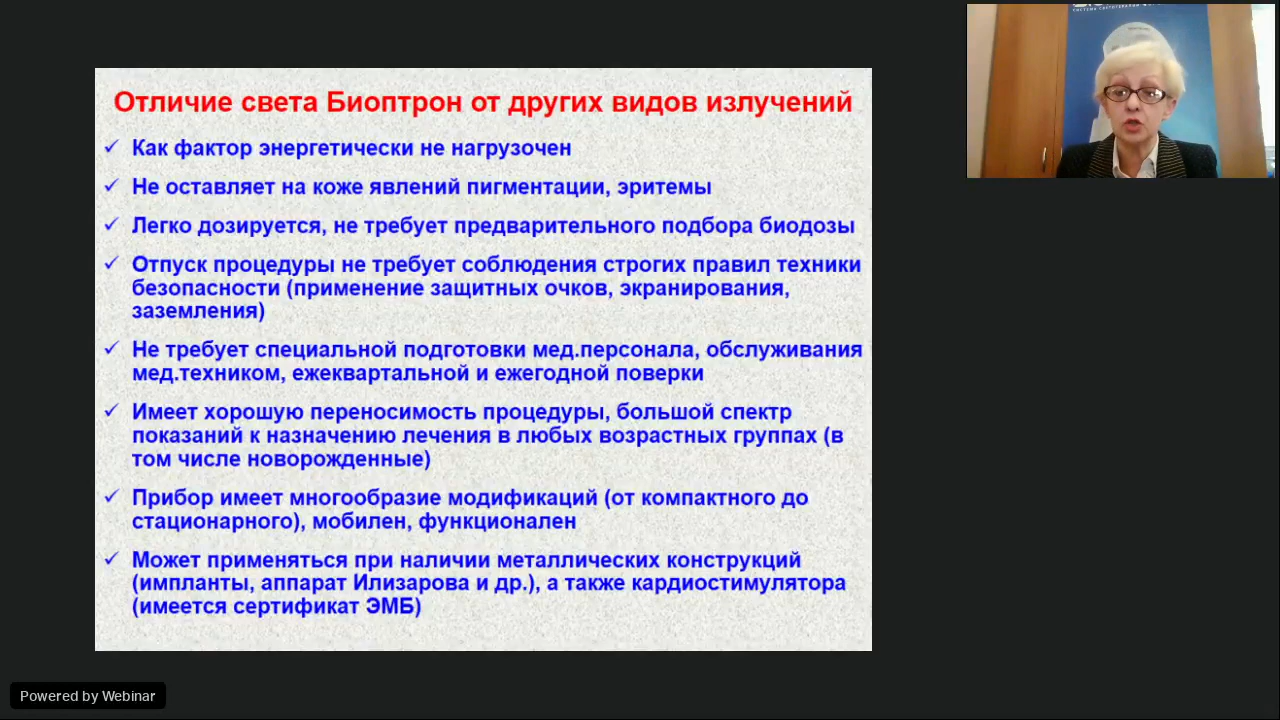 Отличие света Биоптрон от других видов излучений
✓ Как фактор энергетически не нагрузочен
✓ Не оставляет на коже явлений пигментации, эритемы
✓ Легко дозируется, не требует предварительного подбора биодозы
✓ Отпуск процедуры не требует соблюдения строгих правил техники
безопасности (применение защитных очков, экранирования,
заземления)
✓ Не требует специальной подготовки мед.персонала, обслуживания
мед.техником, ежеквартальной и ежегодной поверки
✓ Имеет хорошую переносимость процедуры, большой спектр
показаний к назначению лечения в любых возрастных группах (в
том числе новорожденные)
✓ Прибор имеет многообразие модификаций (от компактного до
стационарного), мобилен, функционален
✓ Может применяться при наличии металлических конструкций
(импланты, аппарат Илизарова и др.), а также кардиостимулятора
(имеется сертификат ЭМБ)
Powered by Webinar